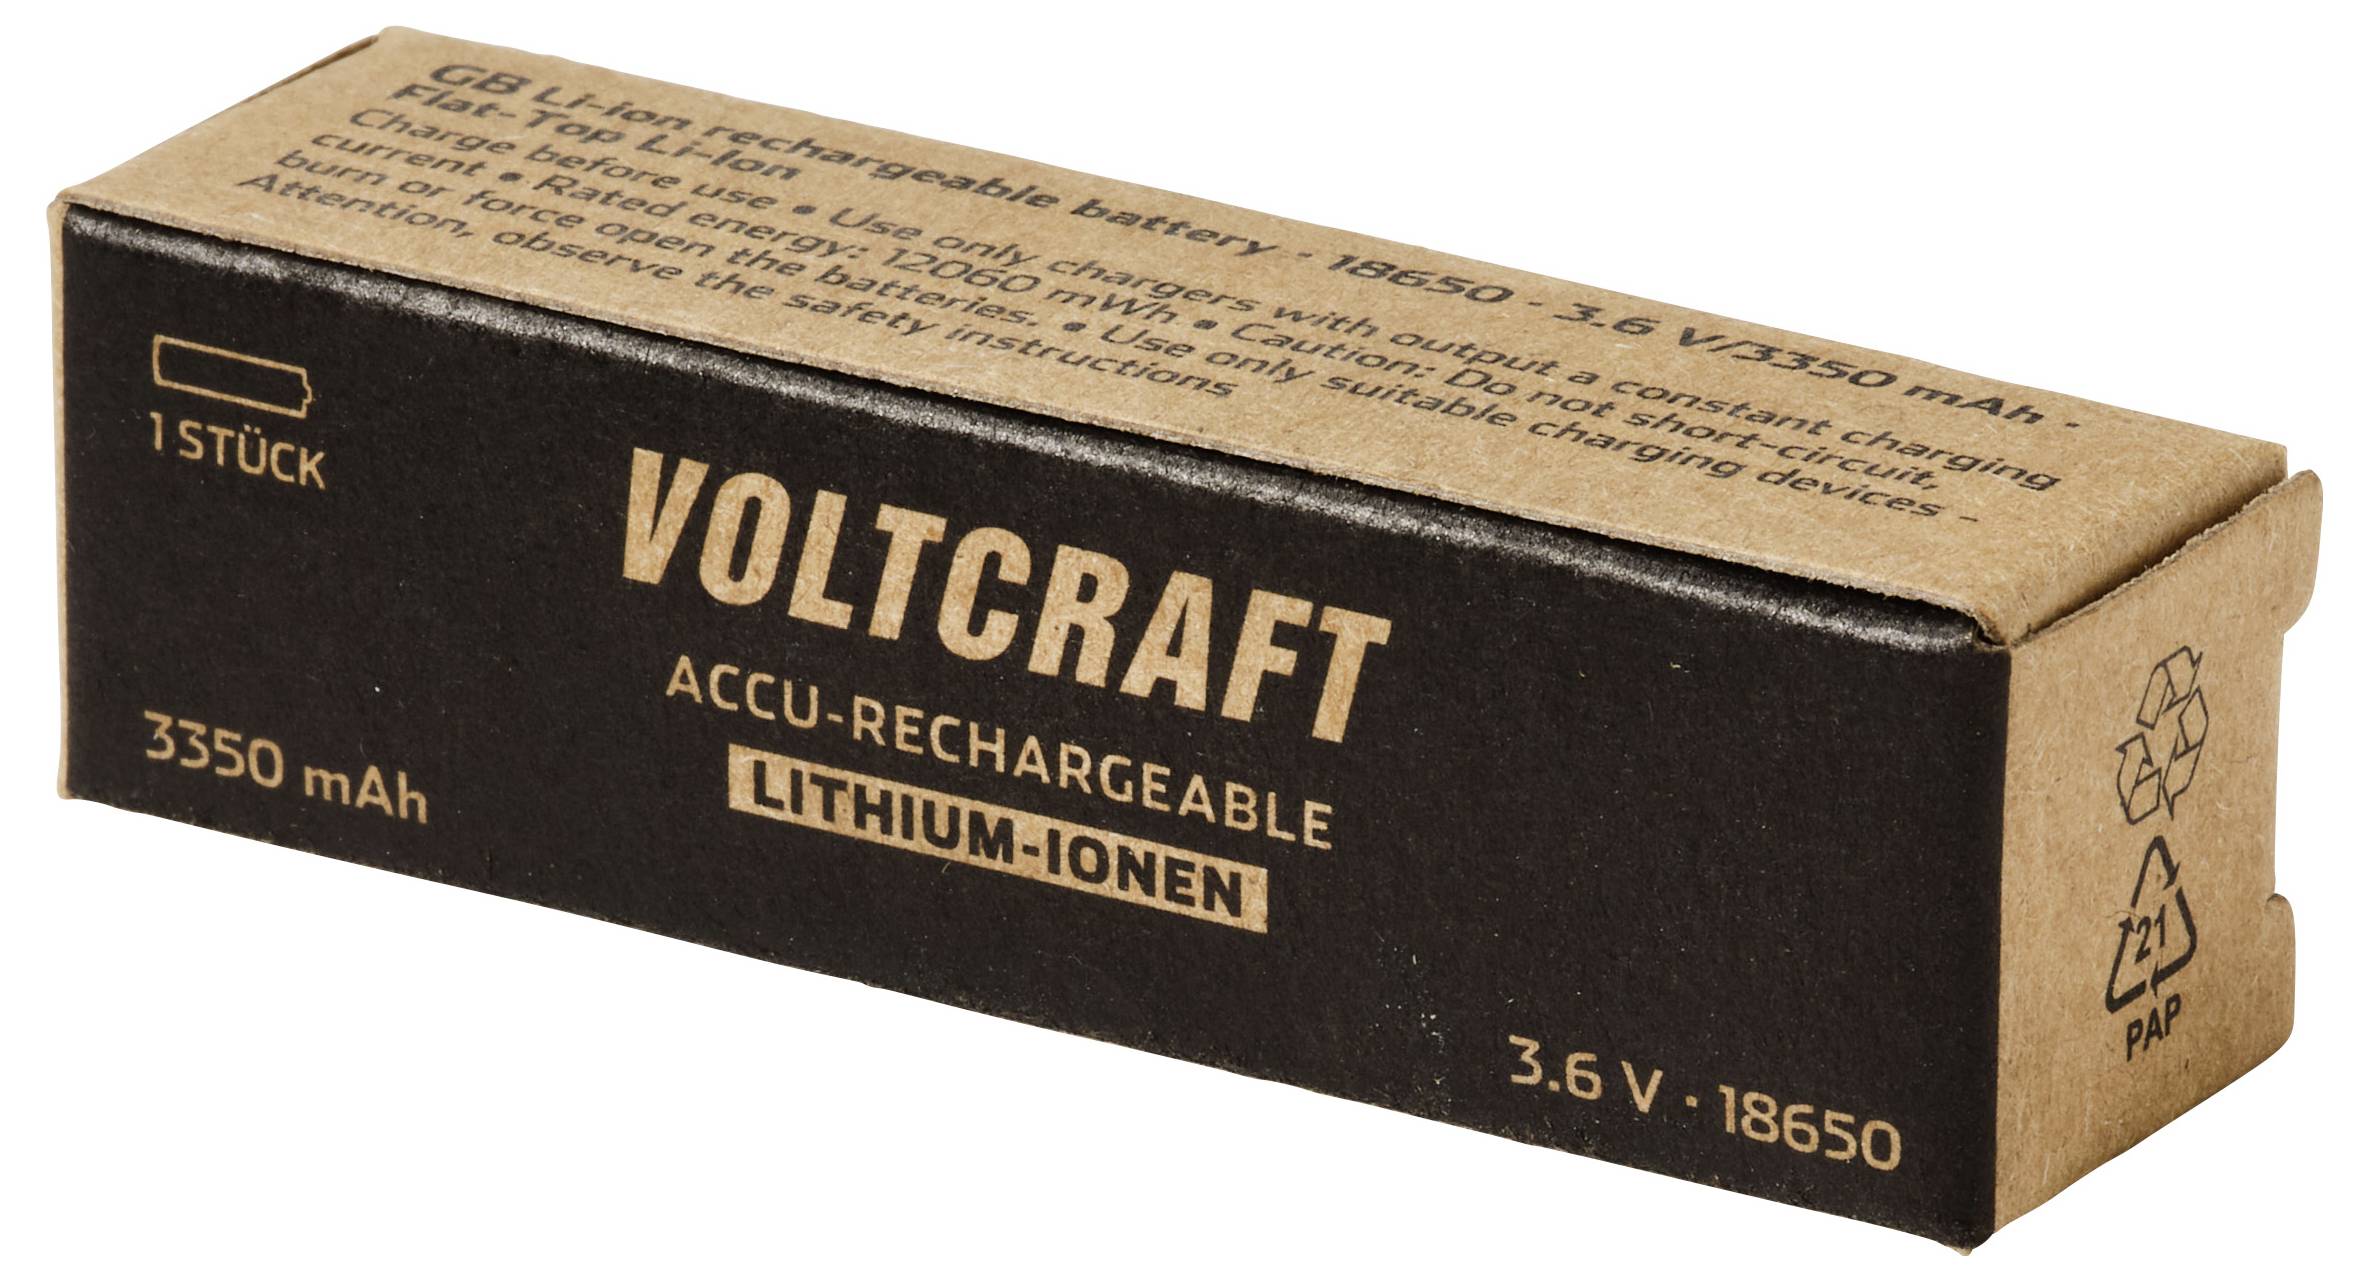 GB Li-ion rechargeable battery · 18650 · 3.6 V/3350 mAh ·
Flat-Top Li-Ion
Charge before use • Use only chargers with output a constant charging
current • Rated energy: 12060 mWh • Caution: Do not short-circuit,
burn or force open the batteries. • Use only suitable charging devices –
Attention, observe the safety instructions
1 STÜCK
VOLTCRAFT
ACCU-RECHARGEABLE
LITHIUM-IONEN
3350 mAh
3.6 V · 18650
21
PAP